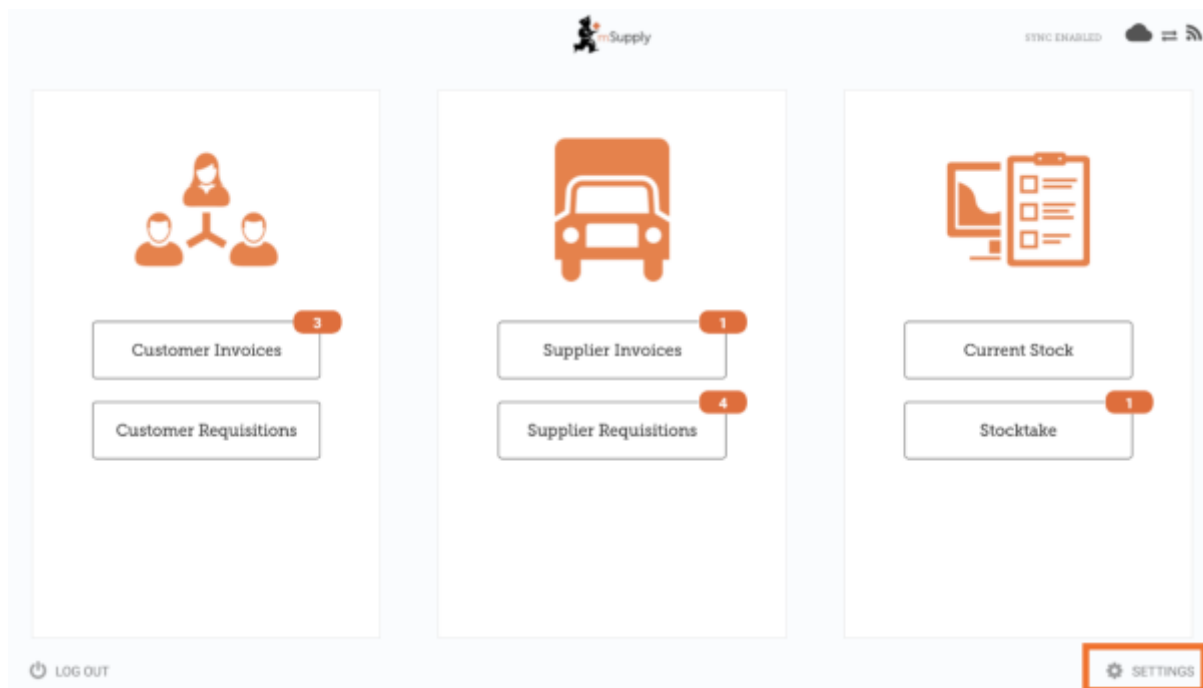 mSupply
SYNC ENABLED
3
Customer Invoices
Customer Requisitions
1
Supplier Invoices
4
Supplier Requisitions
Current Stock
1
Stocktake
LOG OUT
SETTINGS